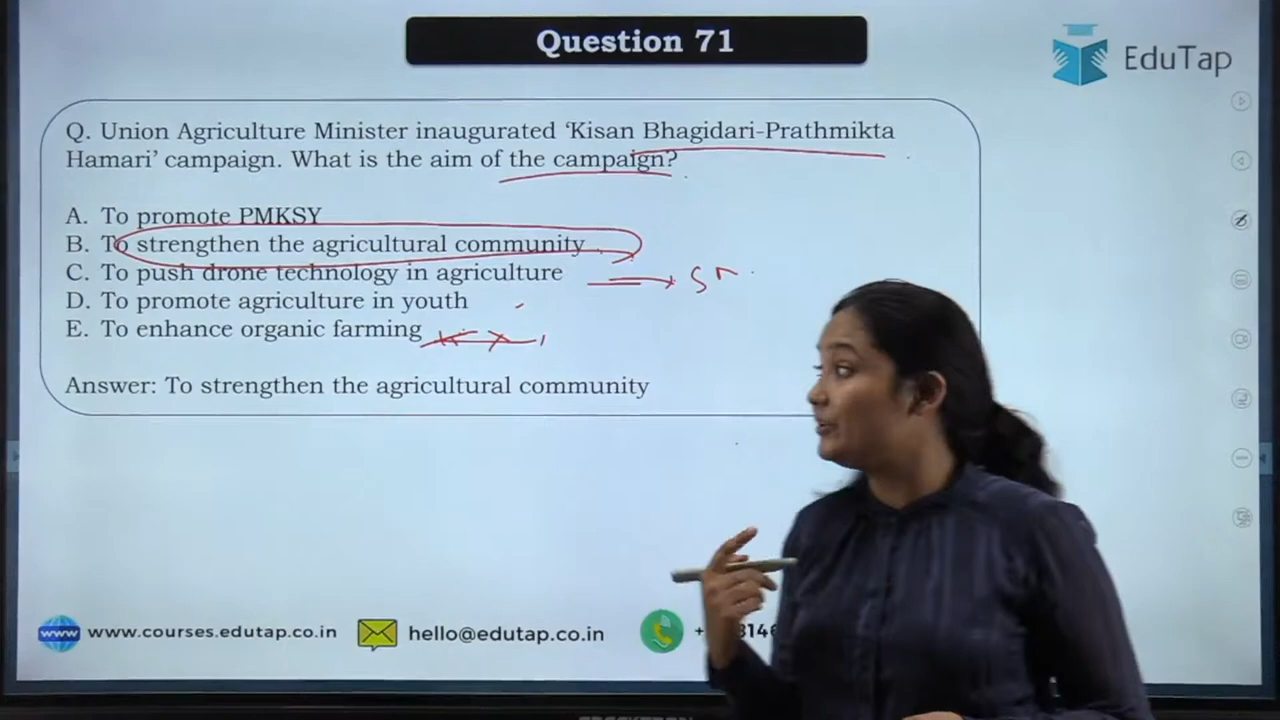 Question 71
EduTap
Q. Union Agriculture Minister inaugurated ‘Kisan Bhagidari-Prathmikta
Hamari’ campaign. What is the aim of the campaign?
A. To promote PMKSY
B. To strengthen the agricultural community
C. To push drone technology in agriculture
D. To promote agriculture in youth
E. To enhance organic farming
Answer: To strengthen the agricultural community
www www.courses.edutap.co.in
hello@edutap.co.in